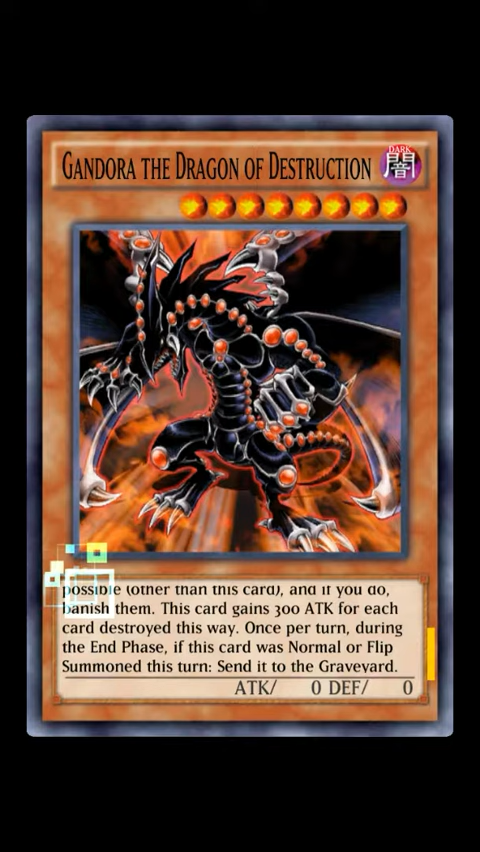 GANDORA THE DRAGON OF DESTRUCTION
DARK
闇
possible (other than this card), and if you do,
banish them. This card gains 300 ATK for each
card destroyed this way. Once per turn, during
the End Phase, if this card was Normal or Flip
Summoned this turn: Send it to the Graveyard.
ATK/ 0 DEF/ 0